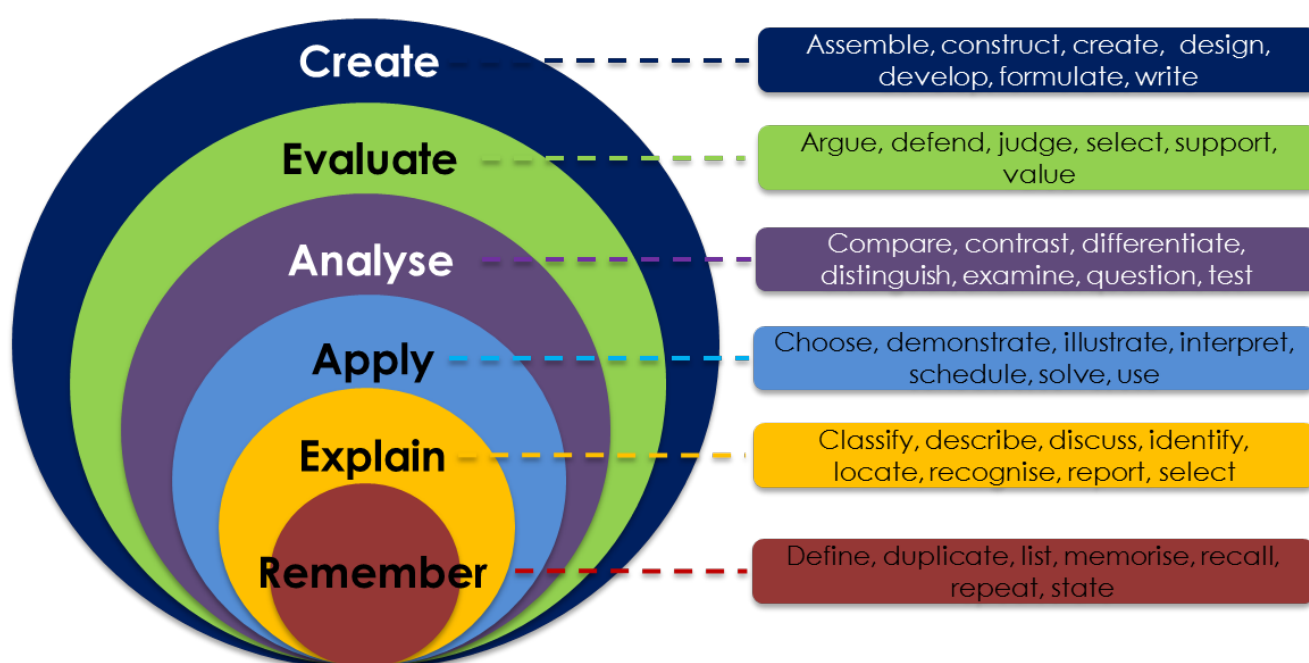 Create
Assemble, construct, create, design,
develop, formulate, write
Evaluate
Argue, defend, judge, select, support,
value
Analyse
Compare, contrast, differentiate,
distinguish, examine, question, test
Apply
Choose, demonstrate, illustrate, interpret,
schedule, solve, use
Explain
Classify, describe, discuss, identify,
locate, recognise, report, select
Remember
Define, duplicate, list, memorise, recall,
repeat, state